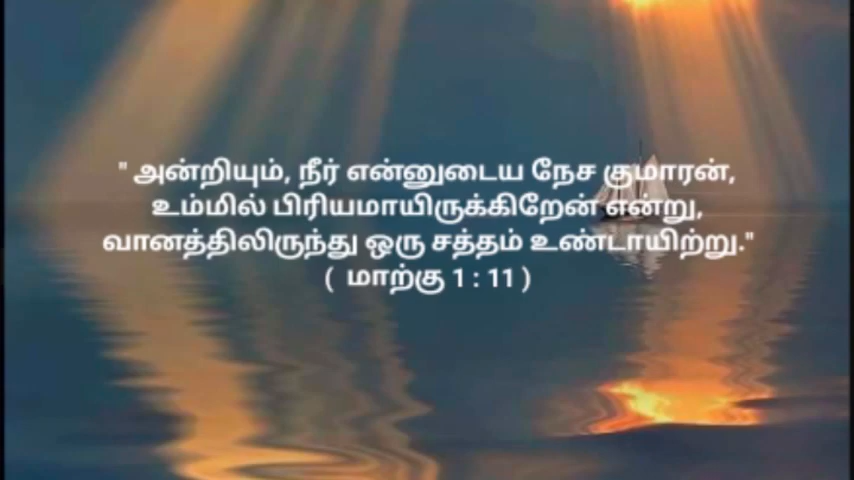 " அன்றியும், நீர் என்னுடைய நேச குமாரன்,
உம்மில் பிரியமாயிருக்கிறேன் என்று,
வானத்திலிருந்து ஒரு சத்தம் உண்டாயிற்று."
( மாற்கு 1 : 11 )